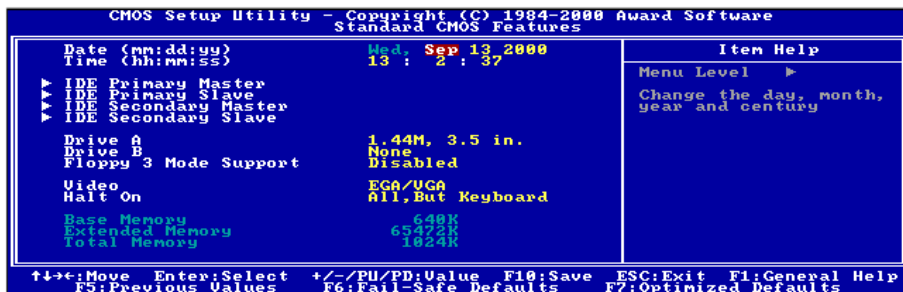 CMOS Setup Utility - Copyright (C) 1984-2000 Award Software
Standard CMOS Features
Date (mm:dd:yy) Wed, Sep 13 2000
Time (hh:mm:ss) 13 : 2 : 37
► IDE Primary Master
► IDE Primary Slave
► IDE Secondary Master
► IDE Secondary Slave
Drive A 1.44M, 3.5 in.
Drive B None
Floppy 3 Mode Support Disabled
Video EGA/VGA
Halt On All,But Keyboard
Base Memory 640K
Extended Memory 65472K
Total Memory 1024K
Item Help
Menu Level ►
Change the day, month,
year and century
↑↓→←:Move Enter:Select +/-/PU/PD:Value F10:Save ESC:Exit F1:General Help
F5:Previous Values F6:Fail-Safe Defaults F7:Optimized Defaults